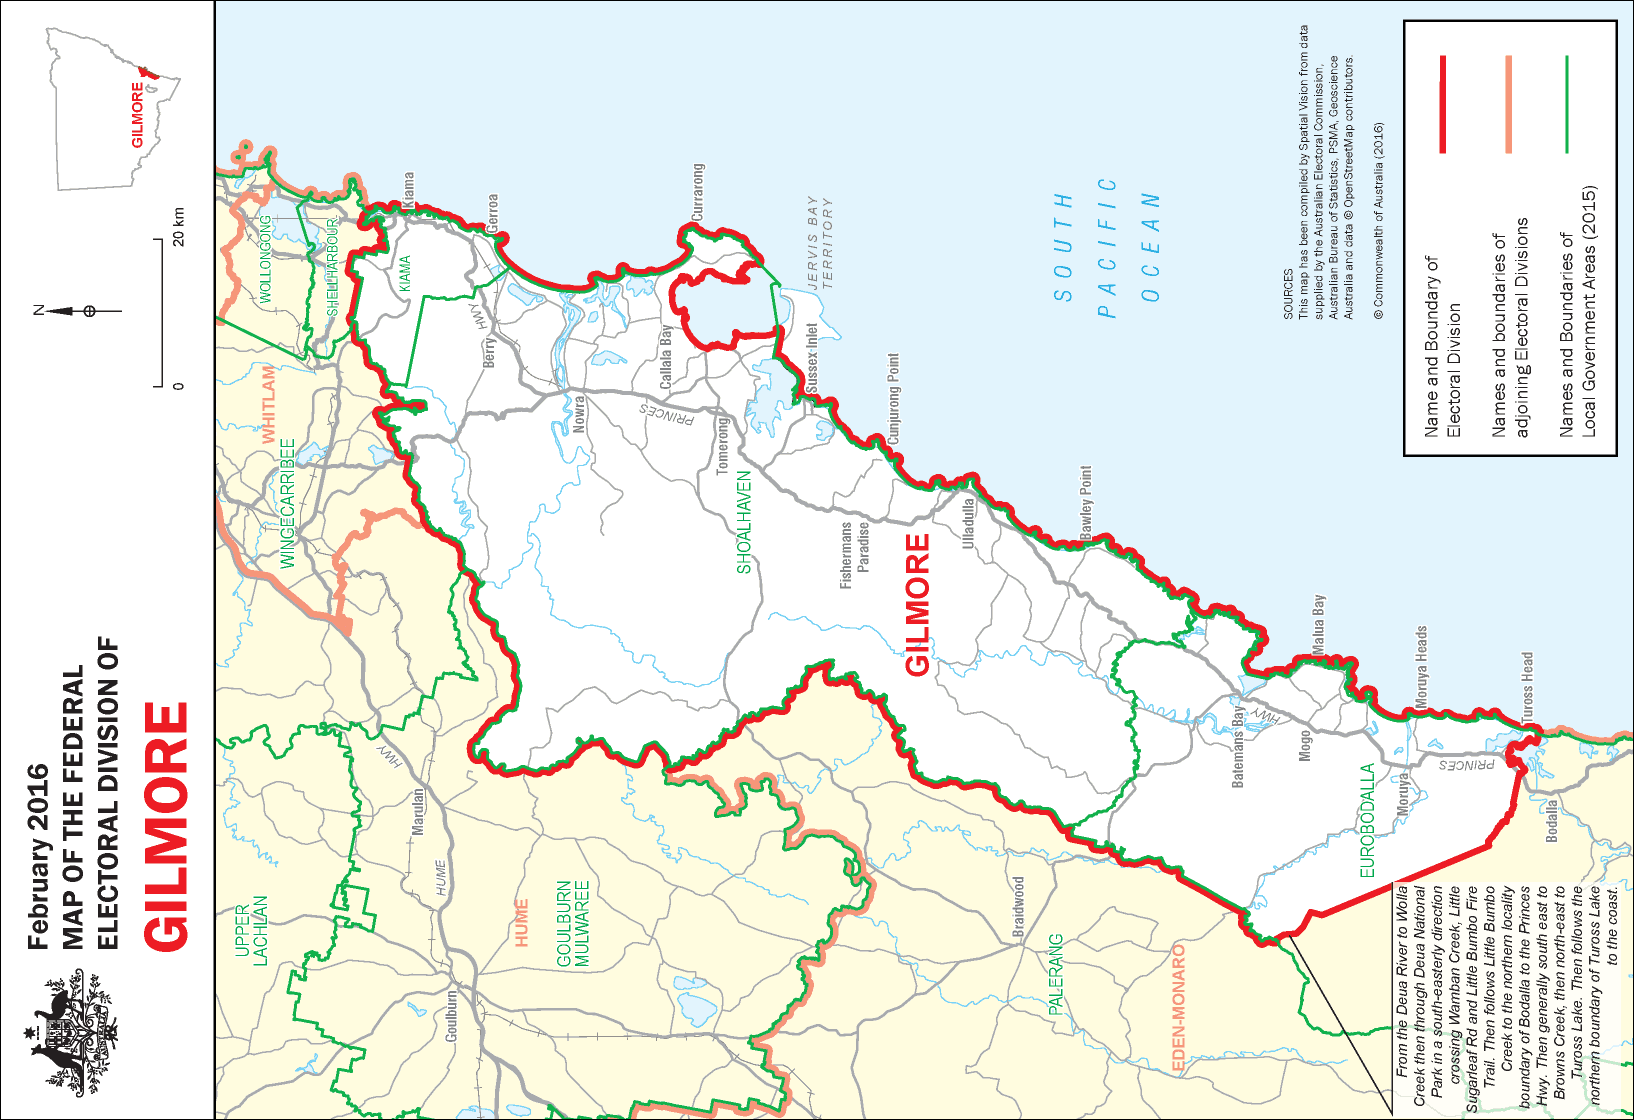 February 2016
MAP OF THE FEDERAL
ELECTORAL DIVISION OF
GILMORE
N
0
20 km
GILMORE
UPPER
LACHLAN
WINGECARRIBEE
WHITLAM
WOLLONGONG
SHELLHARBOUR
KIAMA
Kiama
Gerroa
HWY
Berry
HWY
Marulan
HUME
Goulburn
HUME
GOULBURN
MULWAREE
Nowra
PRINCES
Callala Bay
Currarong
Tomerong
SHOALHAVEN
JERVIS BAY
TERRITORY
Sussex Inlet
Fishermans
Paradise
Cunjurong Point
GILMORE
Ulladulla
Bawley Point
Braidwood
PALERANG
EDEN-MONARO
Batemans Bay
HWY
Mogo
Malua Bay
EUROBODALLA
Moruya
Moruya Heads
PRINCES
Tuross Head
Bodalla
SOUTH
PACIFIC
OCEAN
From the Deua River to Wolla
Creek then through Deua National
Park in a south-easterly direction
crossing Wamban Creek, Little
Sugarleaf Rd and Little Bumbo Fire
Trail. Then follows Little Bumbo
Creek to the northern locality
boundary of Bodalla to the Princes
Hwy. Then generally south east to
Browns Creek, then north-east to
Tuross Lake. Then follows the
northern boundary of Tuross Lake
to the coast.
SOURCES
This map has been compiled by Spatial Vision from data
supplied by the Australian Electoral Commission,
Australian Bureau of Statistics, PSMA, Geoscience
Australia and data © OpenStreetMap contributors.
© Commonwealth of Australia (2016)
Name and Boundary of
Electoral Division
Names and boundaries of
adjoining Electoral Divisions
Names and Boundaries of
Local Government Areas (2015)